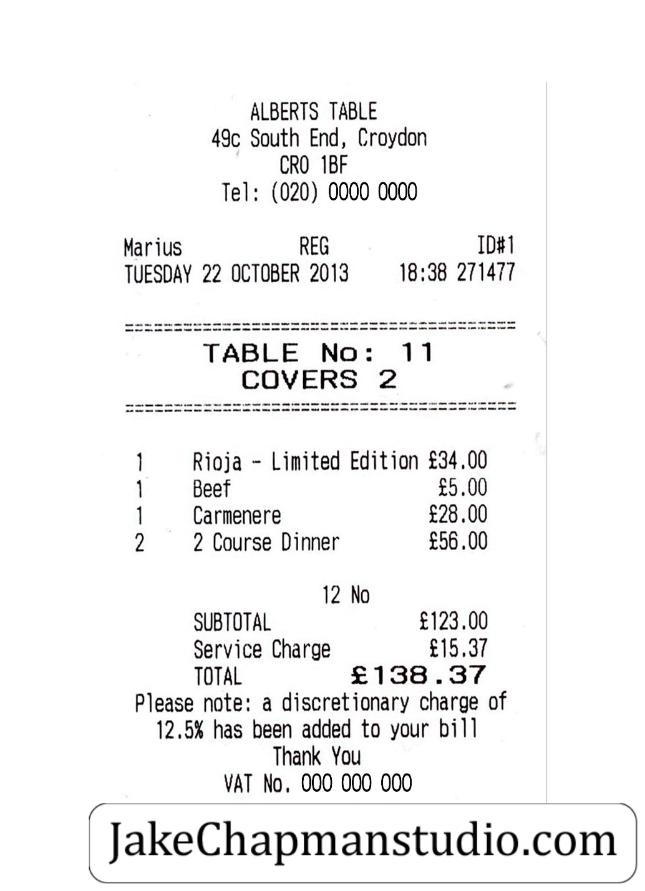 ALBERTS TABLE
49c South End, Croydon
CRO 1BF
Tel: (020) 0000 0000
Marius REG ID#1
TUESDAY 22 OCTOBER 2013 18:38 271477
========================================
TABLE No: 11
COVERS 2
========================================
1 Rioja - Limited Edition £34.00
1 Beef £5.00
1 Carmenere £28.00
2 2 Course Dinner £56.00
12 No
SUBTOTAL £123.00
Service Charge £15.37
TOTAL £138.37
Please note: a discretionary charge of
12.5% has been added to your bill
Thank You
VAT No. 000 000 000
JakeChapmanstudio.com